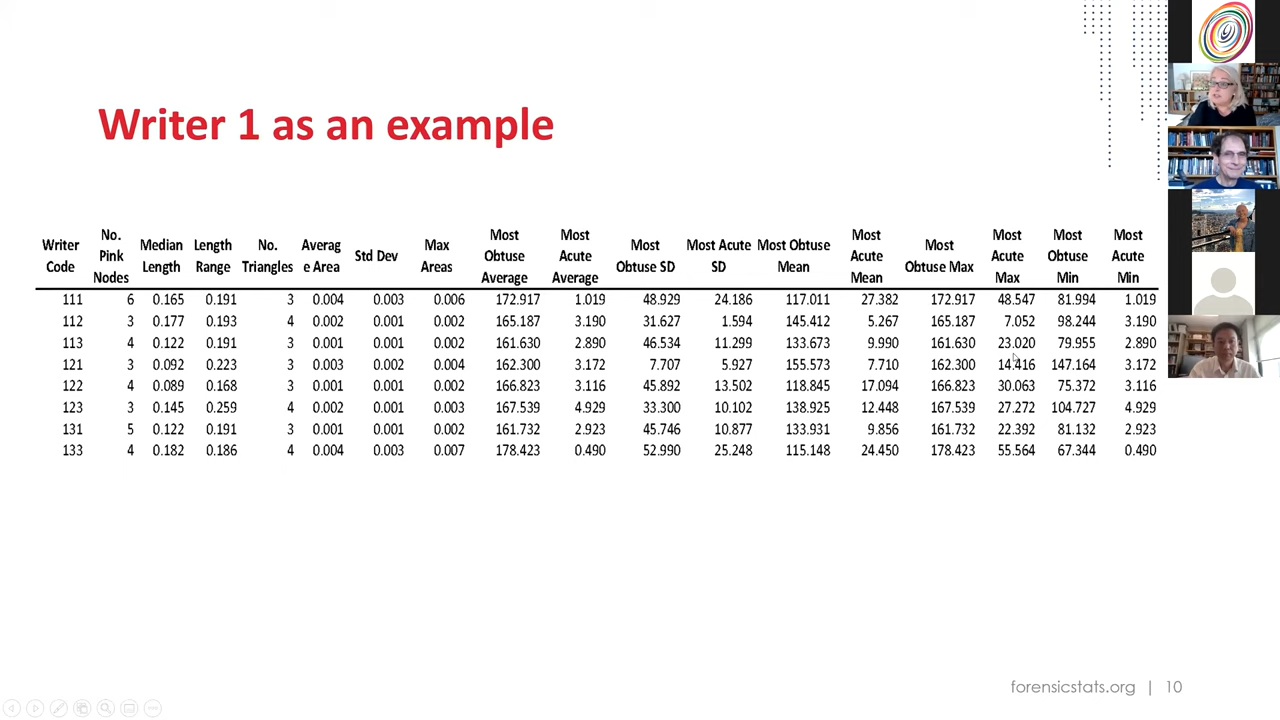 Writer 1 as an example
Writer Code No. Pink Nodes Median Length Length Range No. Triangles Averag e Area Std Dev Max Areas Most Obtuse Average Most Acute Average Most Obtuse SD Most Acute SD Most Obtuse Mean Most Acute Mean Most Obtuse Max Most Acute Max Most Obtuse Min Most Acute Min
111 6 0.165 0.191 3 0.004 0.003 0.006 172.917 1.019 48.929 24.186 117.011 27.382 172.917 48.547 81.994 1.019
112 3 0.177 0.193 4 0.002 0.001 0.002 165.187 3.190 31.627 1.594 145.412 5.267 165.187 7.052 98.244 3.190
113 4 0.122 0.191 3 0.001 0.001 0.002 161.630 2.890 46.534 11.299 133.673 9.990 161.630 23.020 79.955 2.890
121 3 0.092 0.223 3 0.003 0.002 0.004 162.300 3.172 7.707 5.927 155.573 7.710 162.300 14.416 147.164 3.172
122 4 0.089 0.168 3 0.001 0.001 0.002 166.823 3.116 45.892 13.502 118.845 17.094 166.823 30.063 75.372 3.116
123 3 0.145 0.259 4 0.002 0.001 0.003 167.539 4.929 33.300 10.102 138.925 12.448 167.539 27.272 104.727 4.929
131 5 0.122 0.191 3 0.001 0.001 0.002 161.732 2.923 45.746 10.877 133.931 9.856 161.732 22.392 81.132 2.923
133 4 0.182 0.186 4 0.004 0.003 0.007 178.423 0.490 52.990 25.248 115.148 24.450 178.423 55.564 67.344 0.490
forensicstats.org | 10